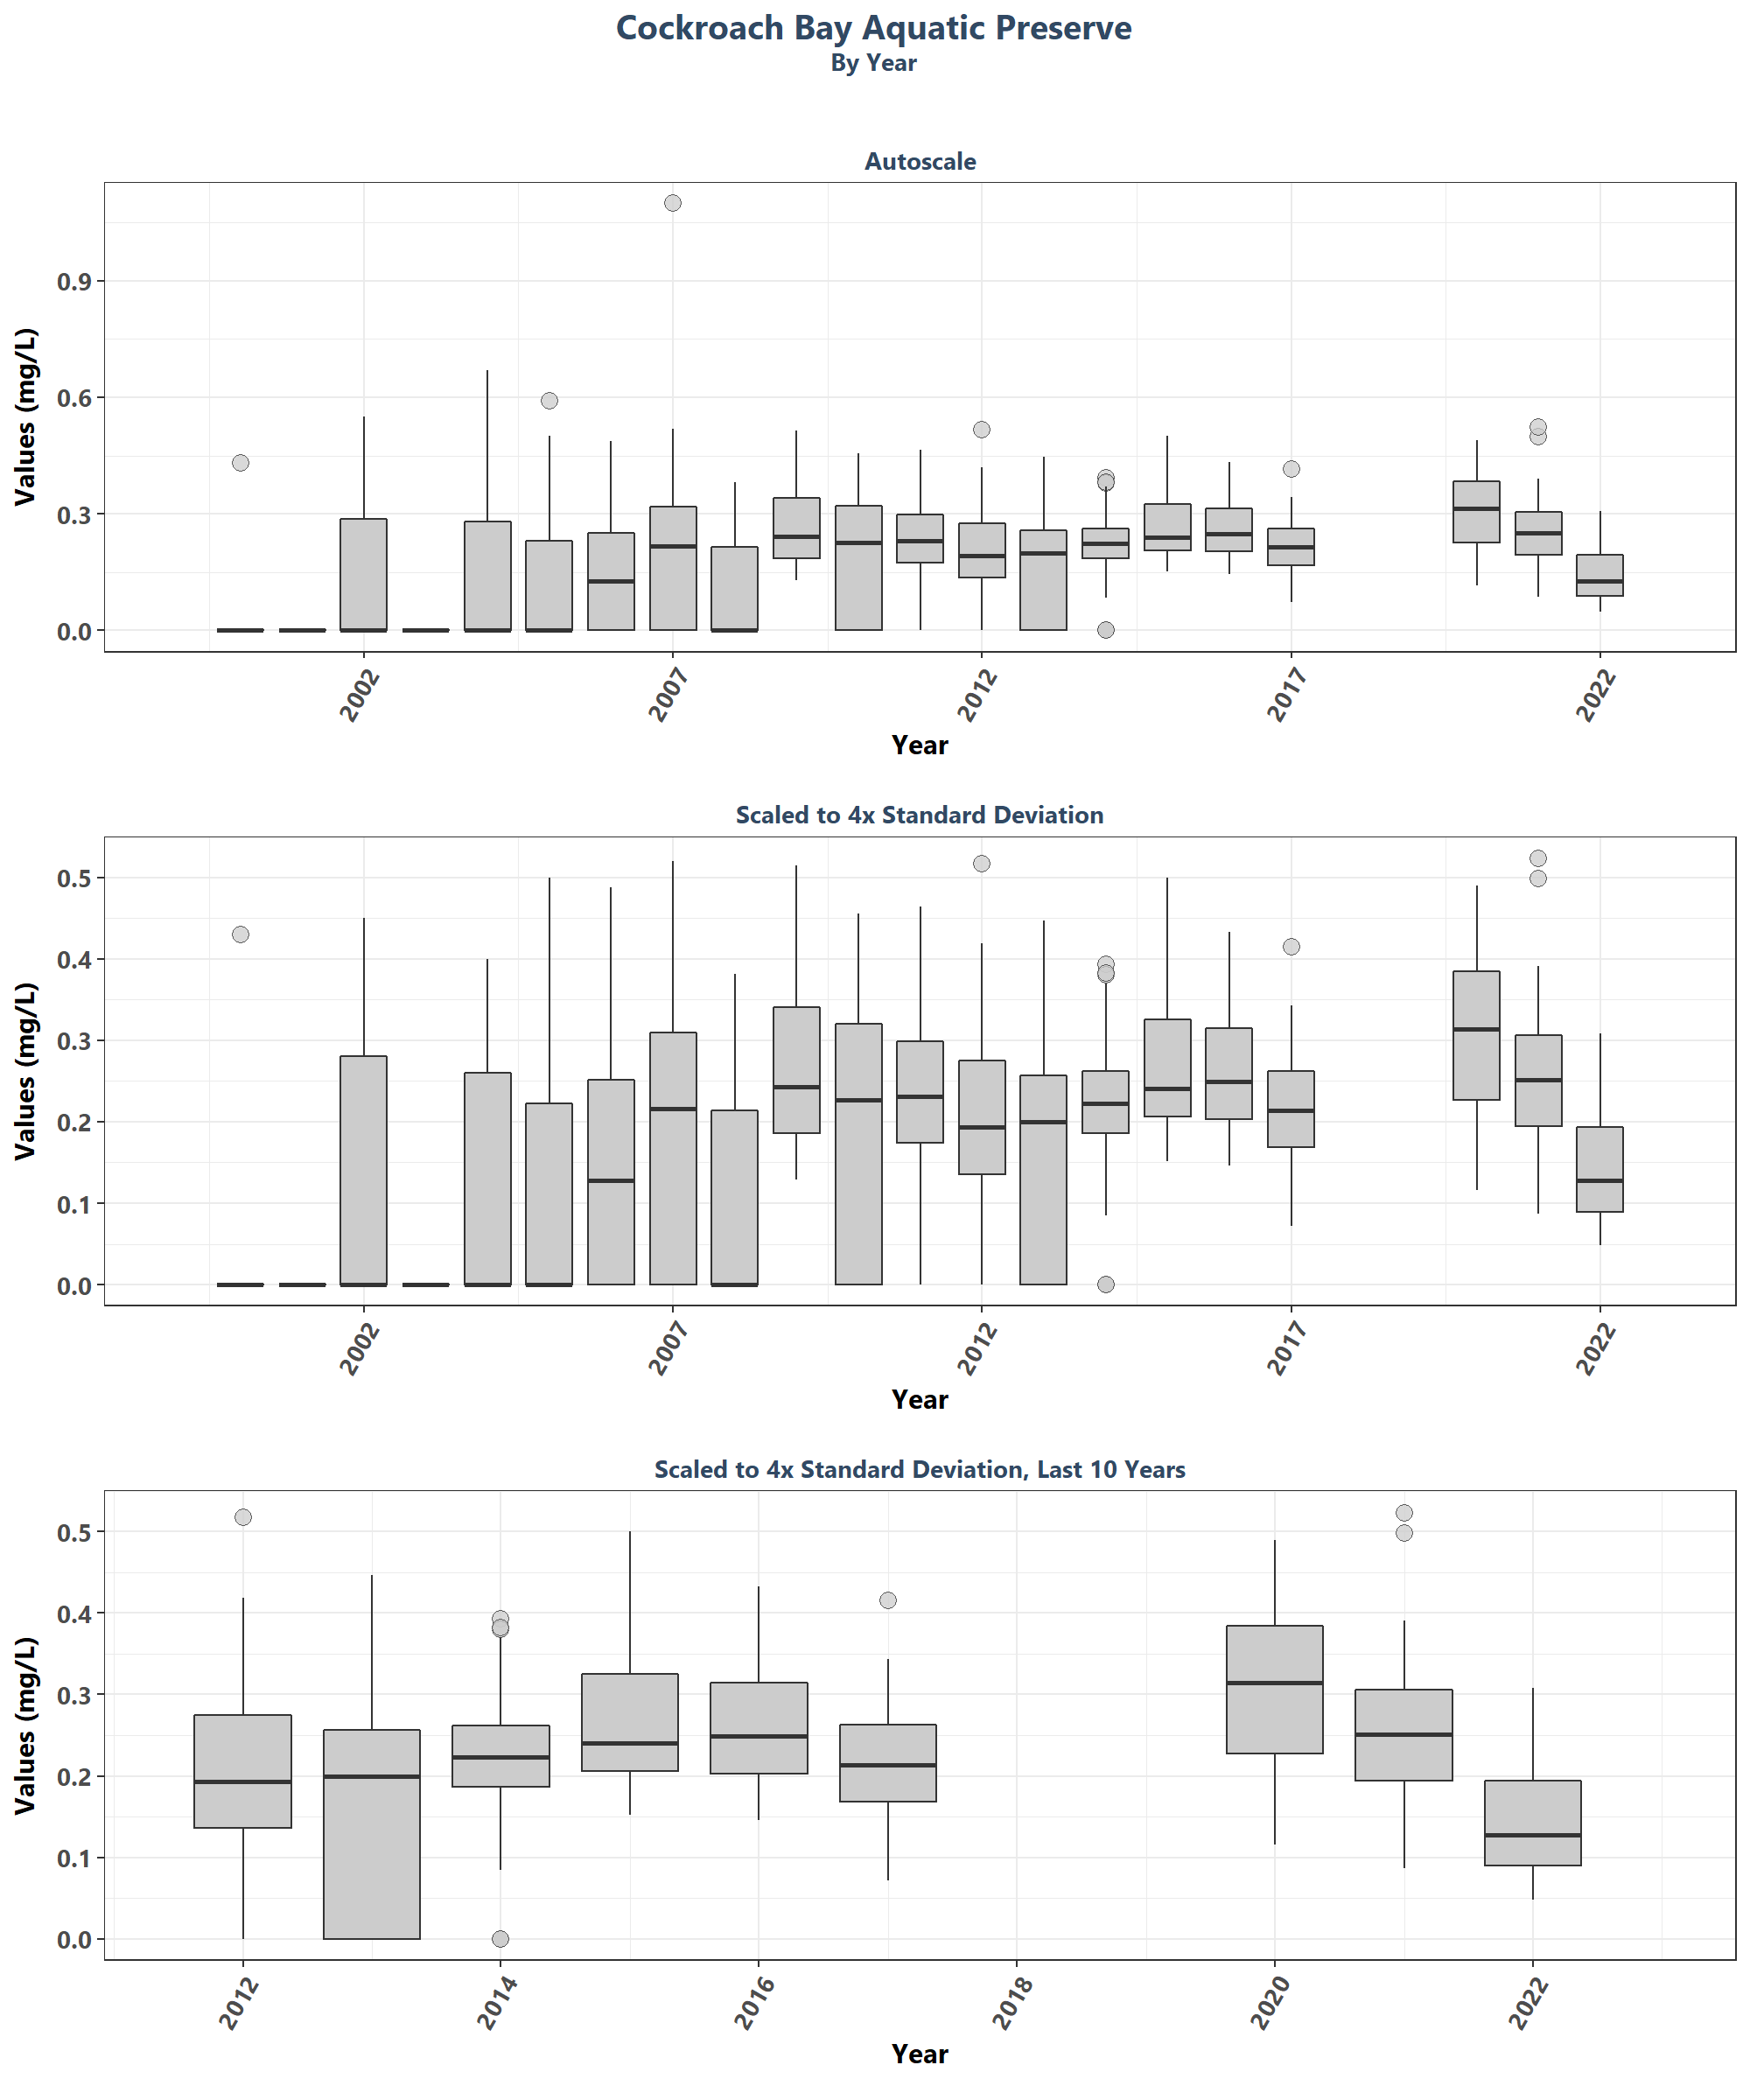 Cockroach Bay Aquatic Preserve
By Year
Autoscale
Values (mg/L)
0.9
0.6
0.3
0.0
2002
2007
2012
2017
2022
Year
Scaled to 4x Standard Deviation
Values (mg/L)
0.5
0.4
0.3
0.2
0.1
0.0
2002
2007
2012
2017
2022
Year
Scaled to 4x Standard Deviation, Last 10 Years
Values (mg/L)
0.5
0.4
0.3
0.2
0.1
0.0
2012
2014
2016
2018
2020
2022
Year